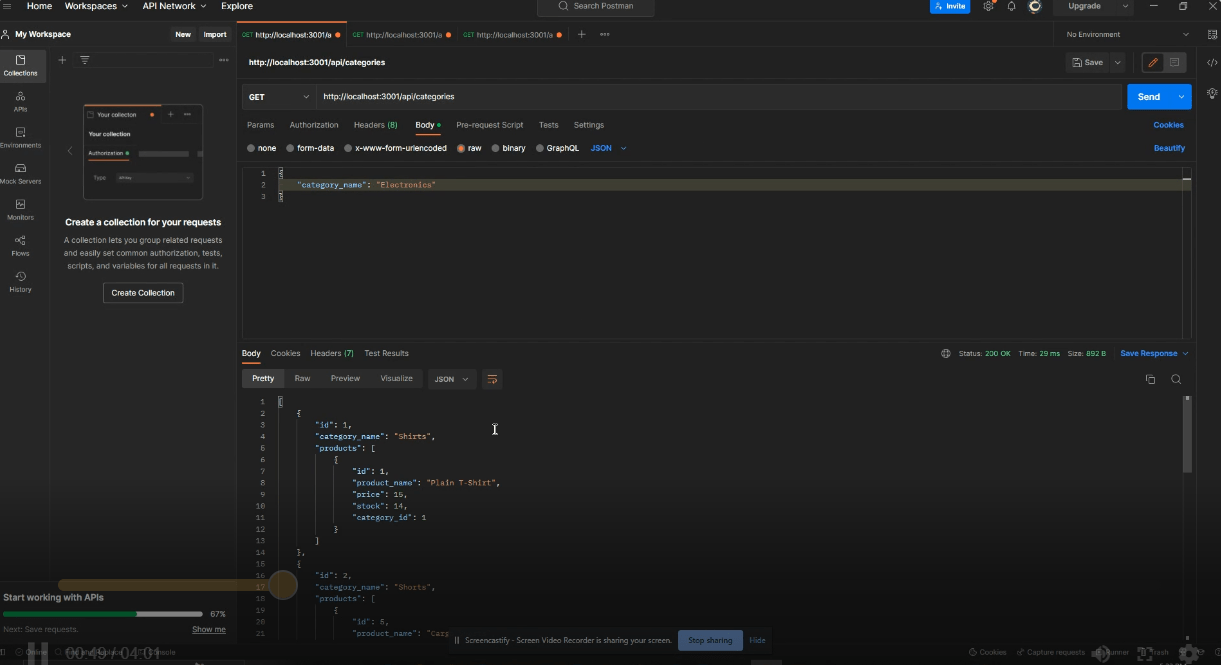 Home Workspaces API Network Explore Search Postman Invite Upgrade
My Workspace New Import GET http://localhost:3001/a GET http://localhost:3001/a GET http://localhost:3001/a No Environment
Collections
APIs
Environments
Mock Servers
Monitors
Flows
History
Your collection
Your collection
Authorization
Type
Create a collection for your requests
A collection lets you group related requests
and easily set common authorization, tests,
scripts, and variables for all requests in it.
Create Collection
Start working with APIs
67%
Next: Save requests. Show me
http://localhost:3001/api/categories Save
GET http://localhost:3001/api/categories Send
Params Authorization Headers (8) Body Pre-request Script Tests Settings Cookies
none form-data x-www-form-urlencoded raw binary GraphQL JSON Beautify
1 {
2 "category_name": "Electronics"
3 }
Body Cookies Headers (7) Test Results Status: 200 OK Time: 29 ms Size: 892 B Save Response
Pretty Raw Preview Visualize JSON
1 [
2 {
3 "id": 1,
4 "category_name": "Shirts",
5 "products": [
6 {
7 "id": 1,
8 "product_name": "Plain T-Shirt",
9 "price": 15,
10 "stock": 14,
11 "category_id": 1
12 }
13 ]
14 },
15 {
16 "id": 2,
17 "category_name": "Shorts",
18 "products": [
19 {
20 "id": 5,
21 "product_name": "Carg
Screencastify - Screen Video Recorder is sharing your screen. Stop sharing Hide
Online Find and Replace Console Cookies Capture requests Runner Trash
00:49 / 04:01